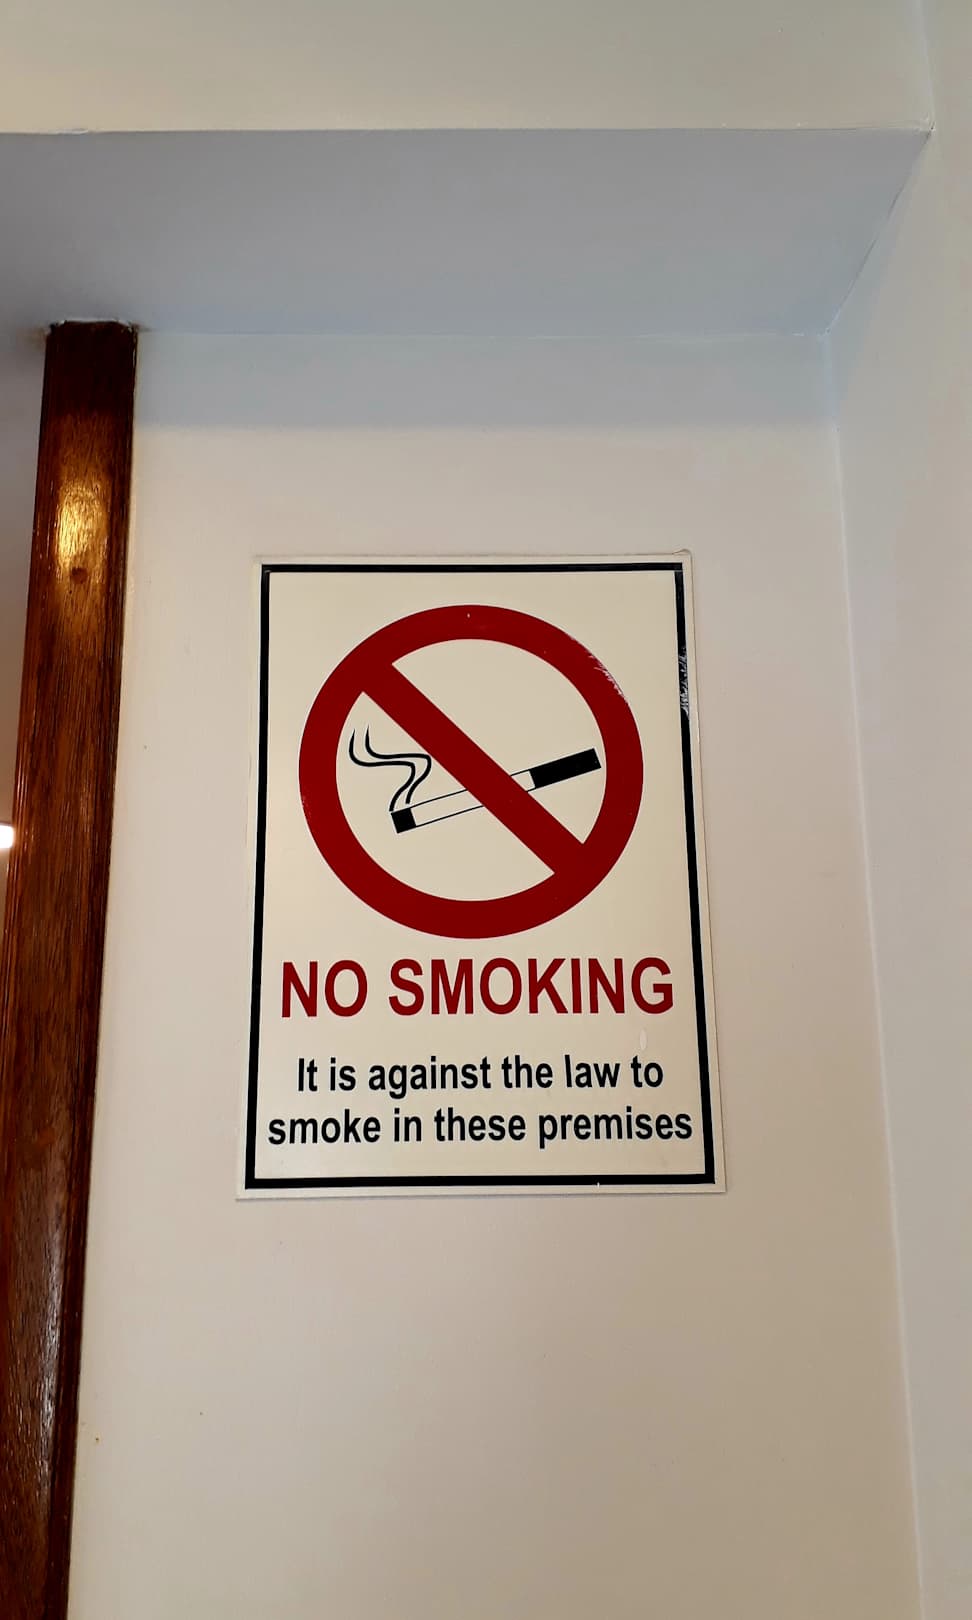 NO SMOKING
It is against the law to
smoke in these premises